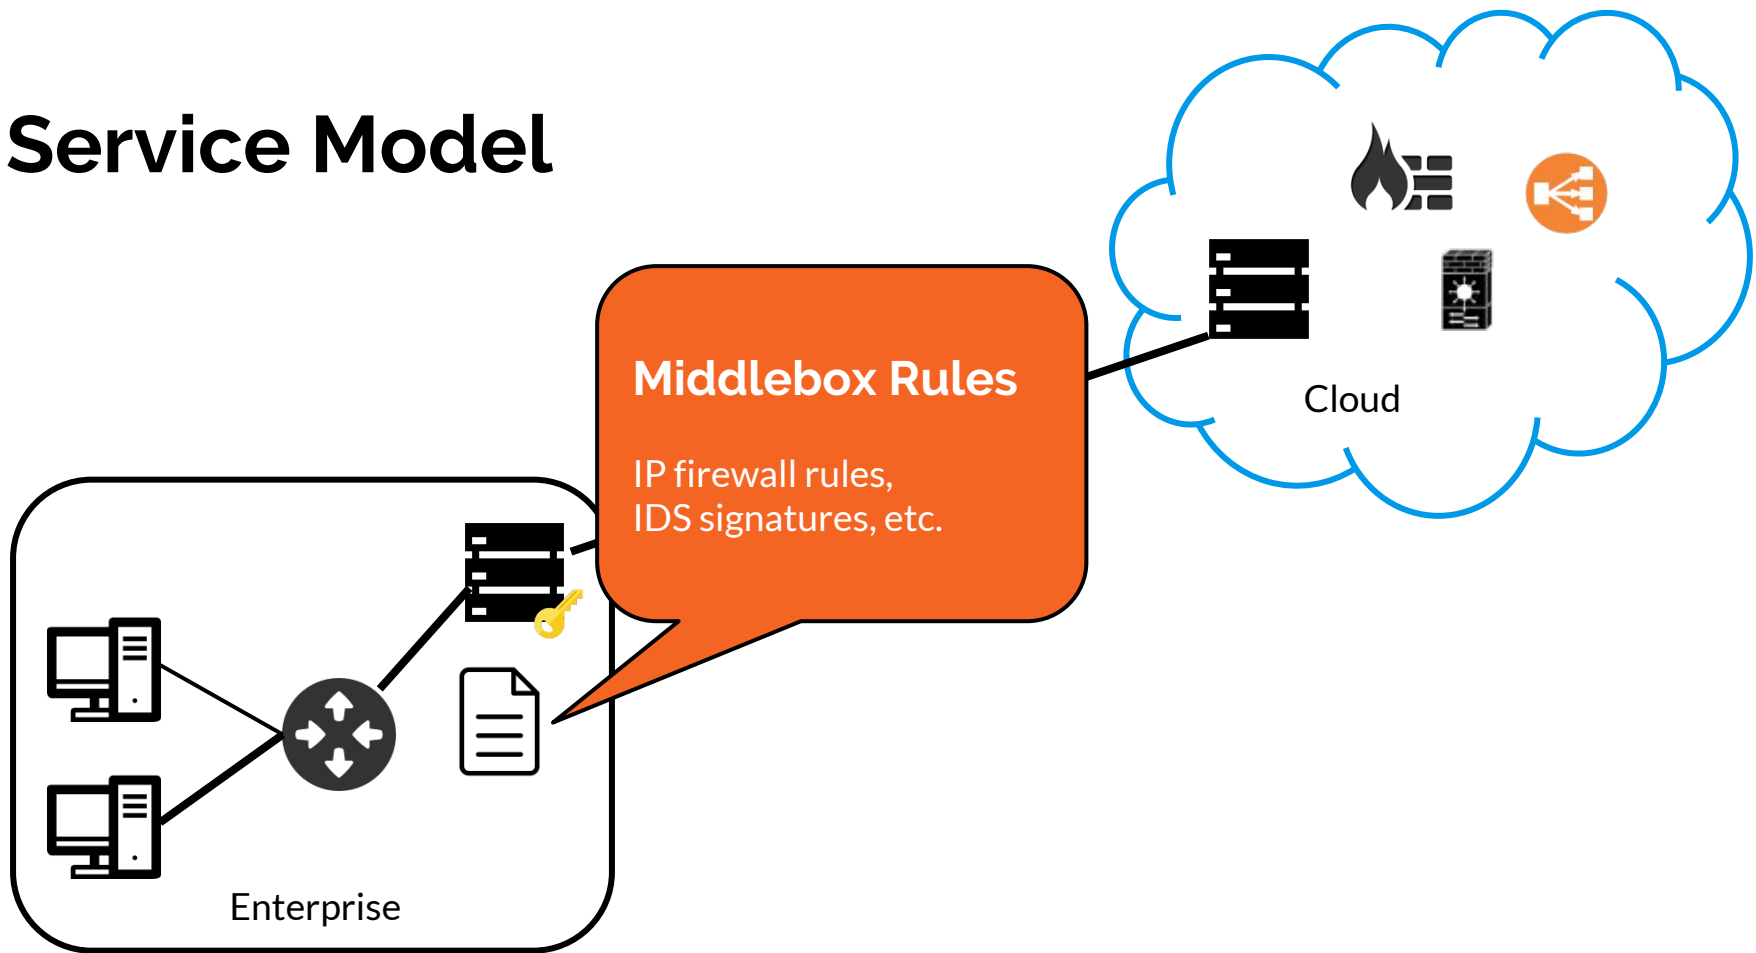 Service Model
Middlebox Rules
IP firewall rules,
IDS signatures, etc.
Cloud
Enterprise